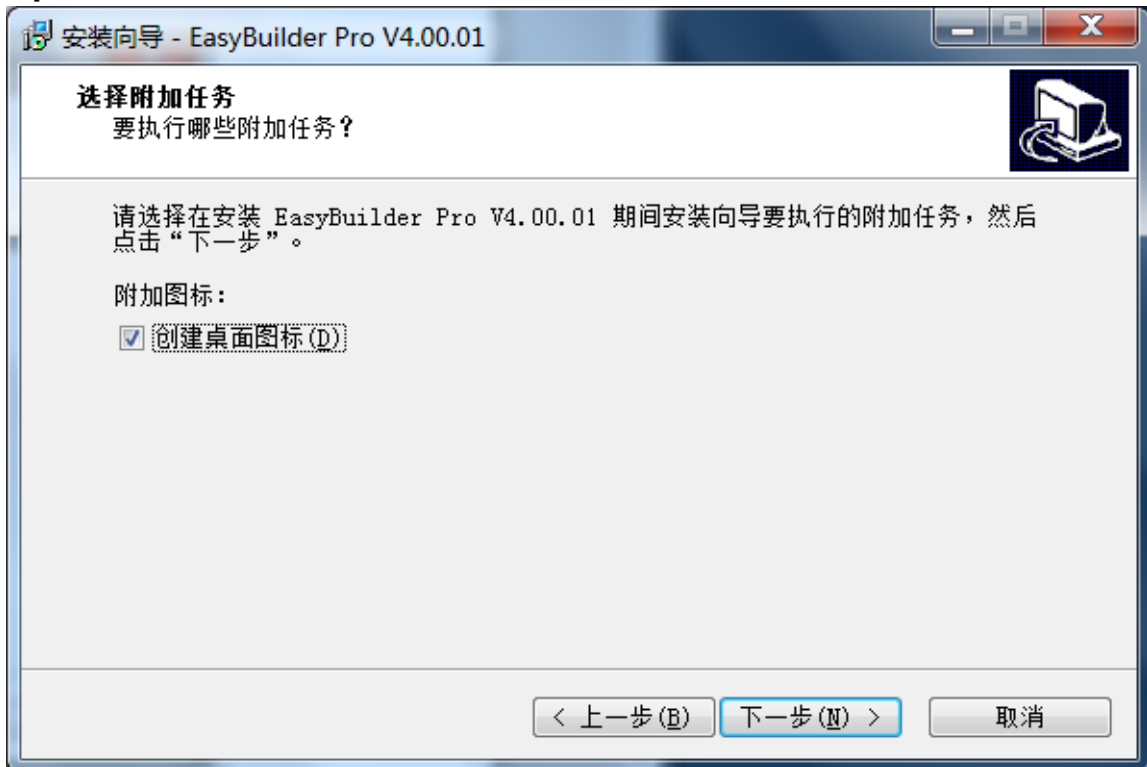 安装向导 - EasyBuilder Pro V4.00.01
选择附加任务
要执行哪些附加任务?
请选择在安装 EasyBuilder Pro V4.00.01 期间安装向导要执行的附加任务，然后
点击“下一步”。
附加图标:
创建桌面图标(D)
< 上一步(B)
下一步(N) >
取消